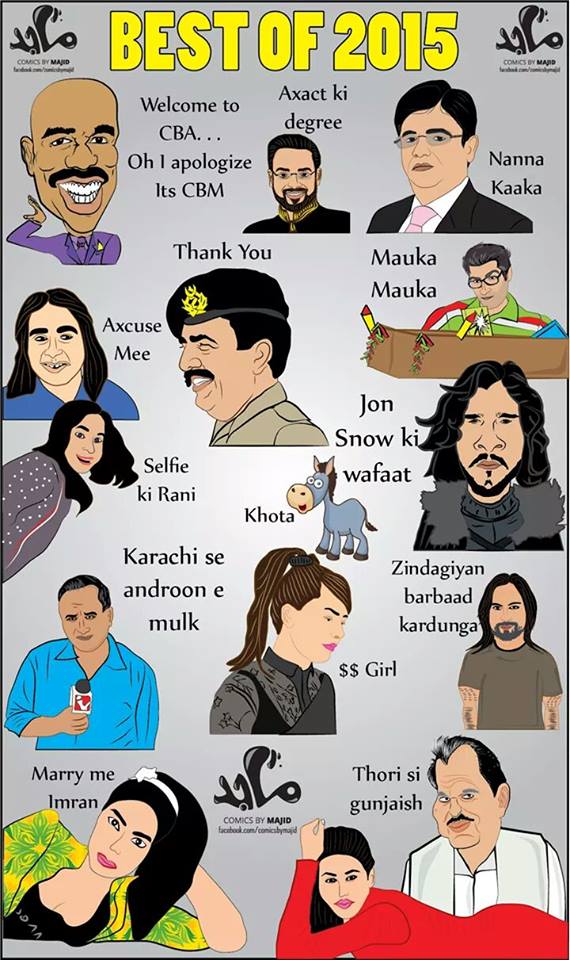 BEST OF 2015
ماجد
COMICS BY MAJID
facebook.com/comicsbymajid
ماجد
COMICS BY MAJID
facebook.com/comicsbymajid
Welcome to
CBA. . .
Oh I apologize
Its CBM
Axact ki
degree
Nanna
Kaaka
Thank You
Mauka
Mauka
Axcuse
Mee
Jon
Snow ki
wafaat
Selfie
ki Rani
Khota
Karachi se
androon e
mulk
Zindagiyan
barbaad
kardunga
$$ Girl
Marry me
Imran
ماجد
COMICS BY MAJID
facebook.com/comicsbymajid
Thori si
gunjaish